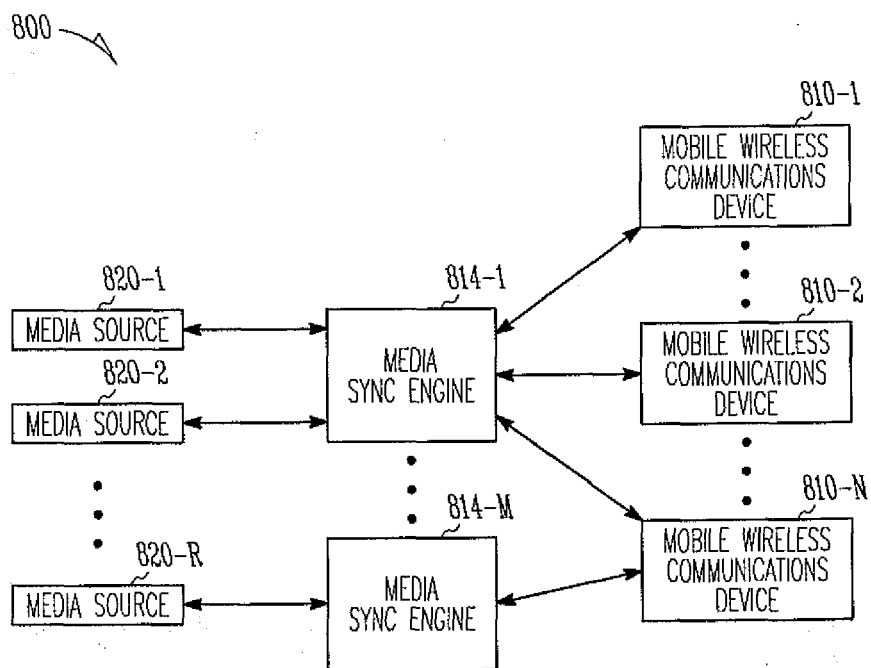 800
810-1
MOBILE WIRELESS
COMMUNICATIONS
DEVICE
820-1
MEDIA SOURCE
814-1
MEDIA
SYNC ENGINE
810-2
MOBILE WIRELESS
COMMUNICATIONS
DEVICE
820-2
MEDIA SOURCE
810-N
MOBILE WIRELESS
COMMUNICATIONS
DEVICE
814-M
MEDIA
SYNC ENGINE
820-R
MEDIA SOURCE